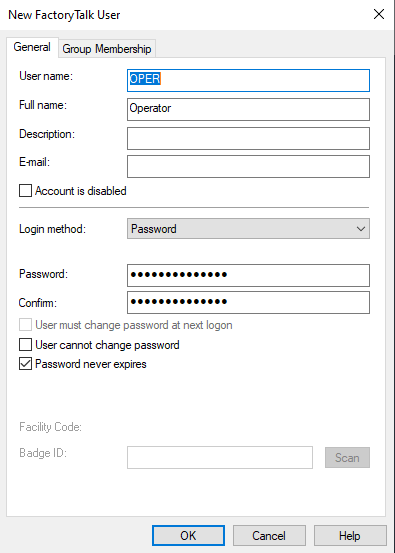 New FactoryTalk User
General
Group Membership
User name:
OPER
Full name:
Operator
Description:
E-mail:
Account is disabled
Login method:
Password
Password:
●●●●●●●●●●●●●●
Confirm:
●●●●●●●●●●●●●●
User must change password at next logon
User cannot change password
Password never expires
Facility Code:
Badge ID:
Scan
OK
Cancel
Help